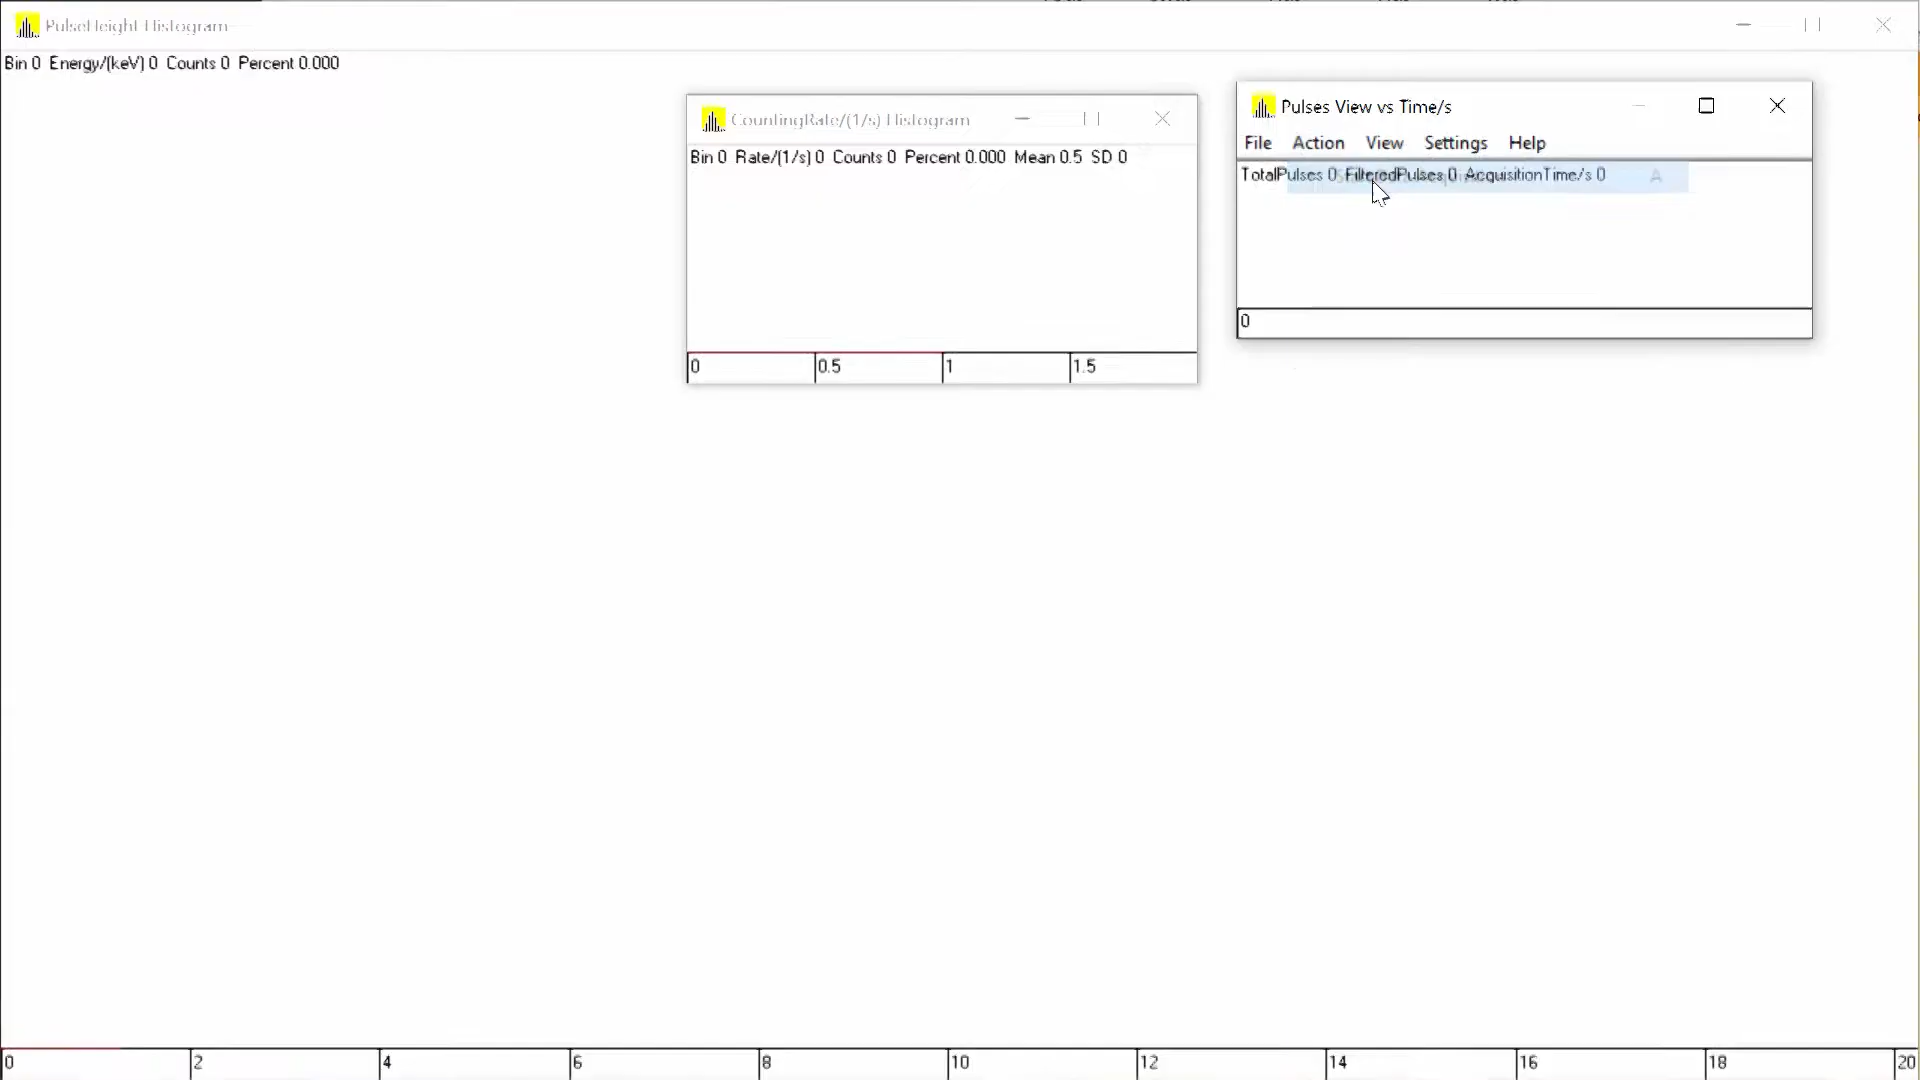 PulseHeight Histogram
Bin 0 Energy/(keV) 0 Counts 0 Percent 0.000
CountingRate/(1/s) Histogram
Bin 0 Rate/(1/s) 0 Counts 0 Percent 0.000 Mean 0.5 SD 0
0 0.5 1 1.5
Pulses View vs Time/s
File Action View Settings Help
TotalPulses 0 FilteredPulses 0 AcquisitionTime/s 0 A
0
0 2 4 6 8 10 12 14 16 18 20